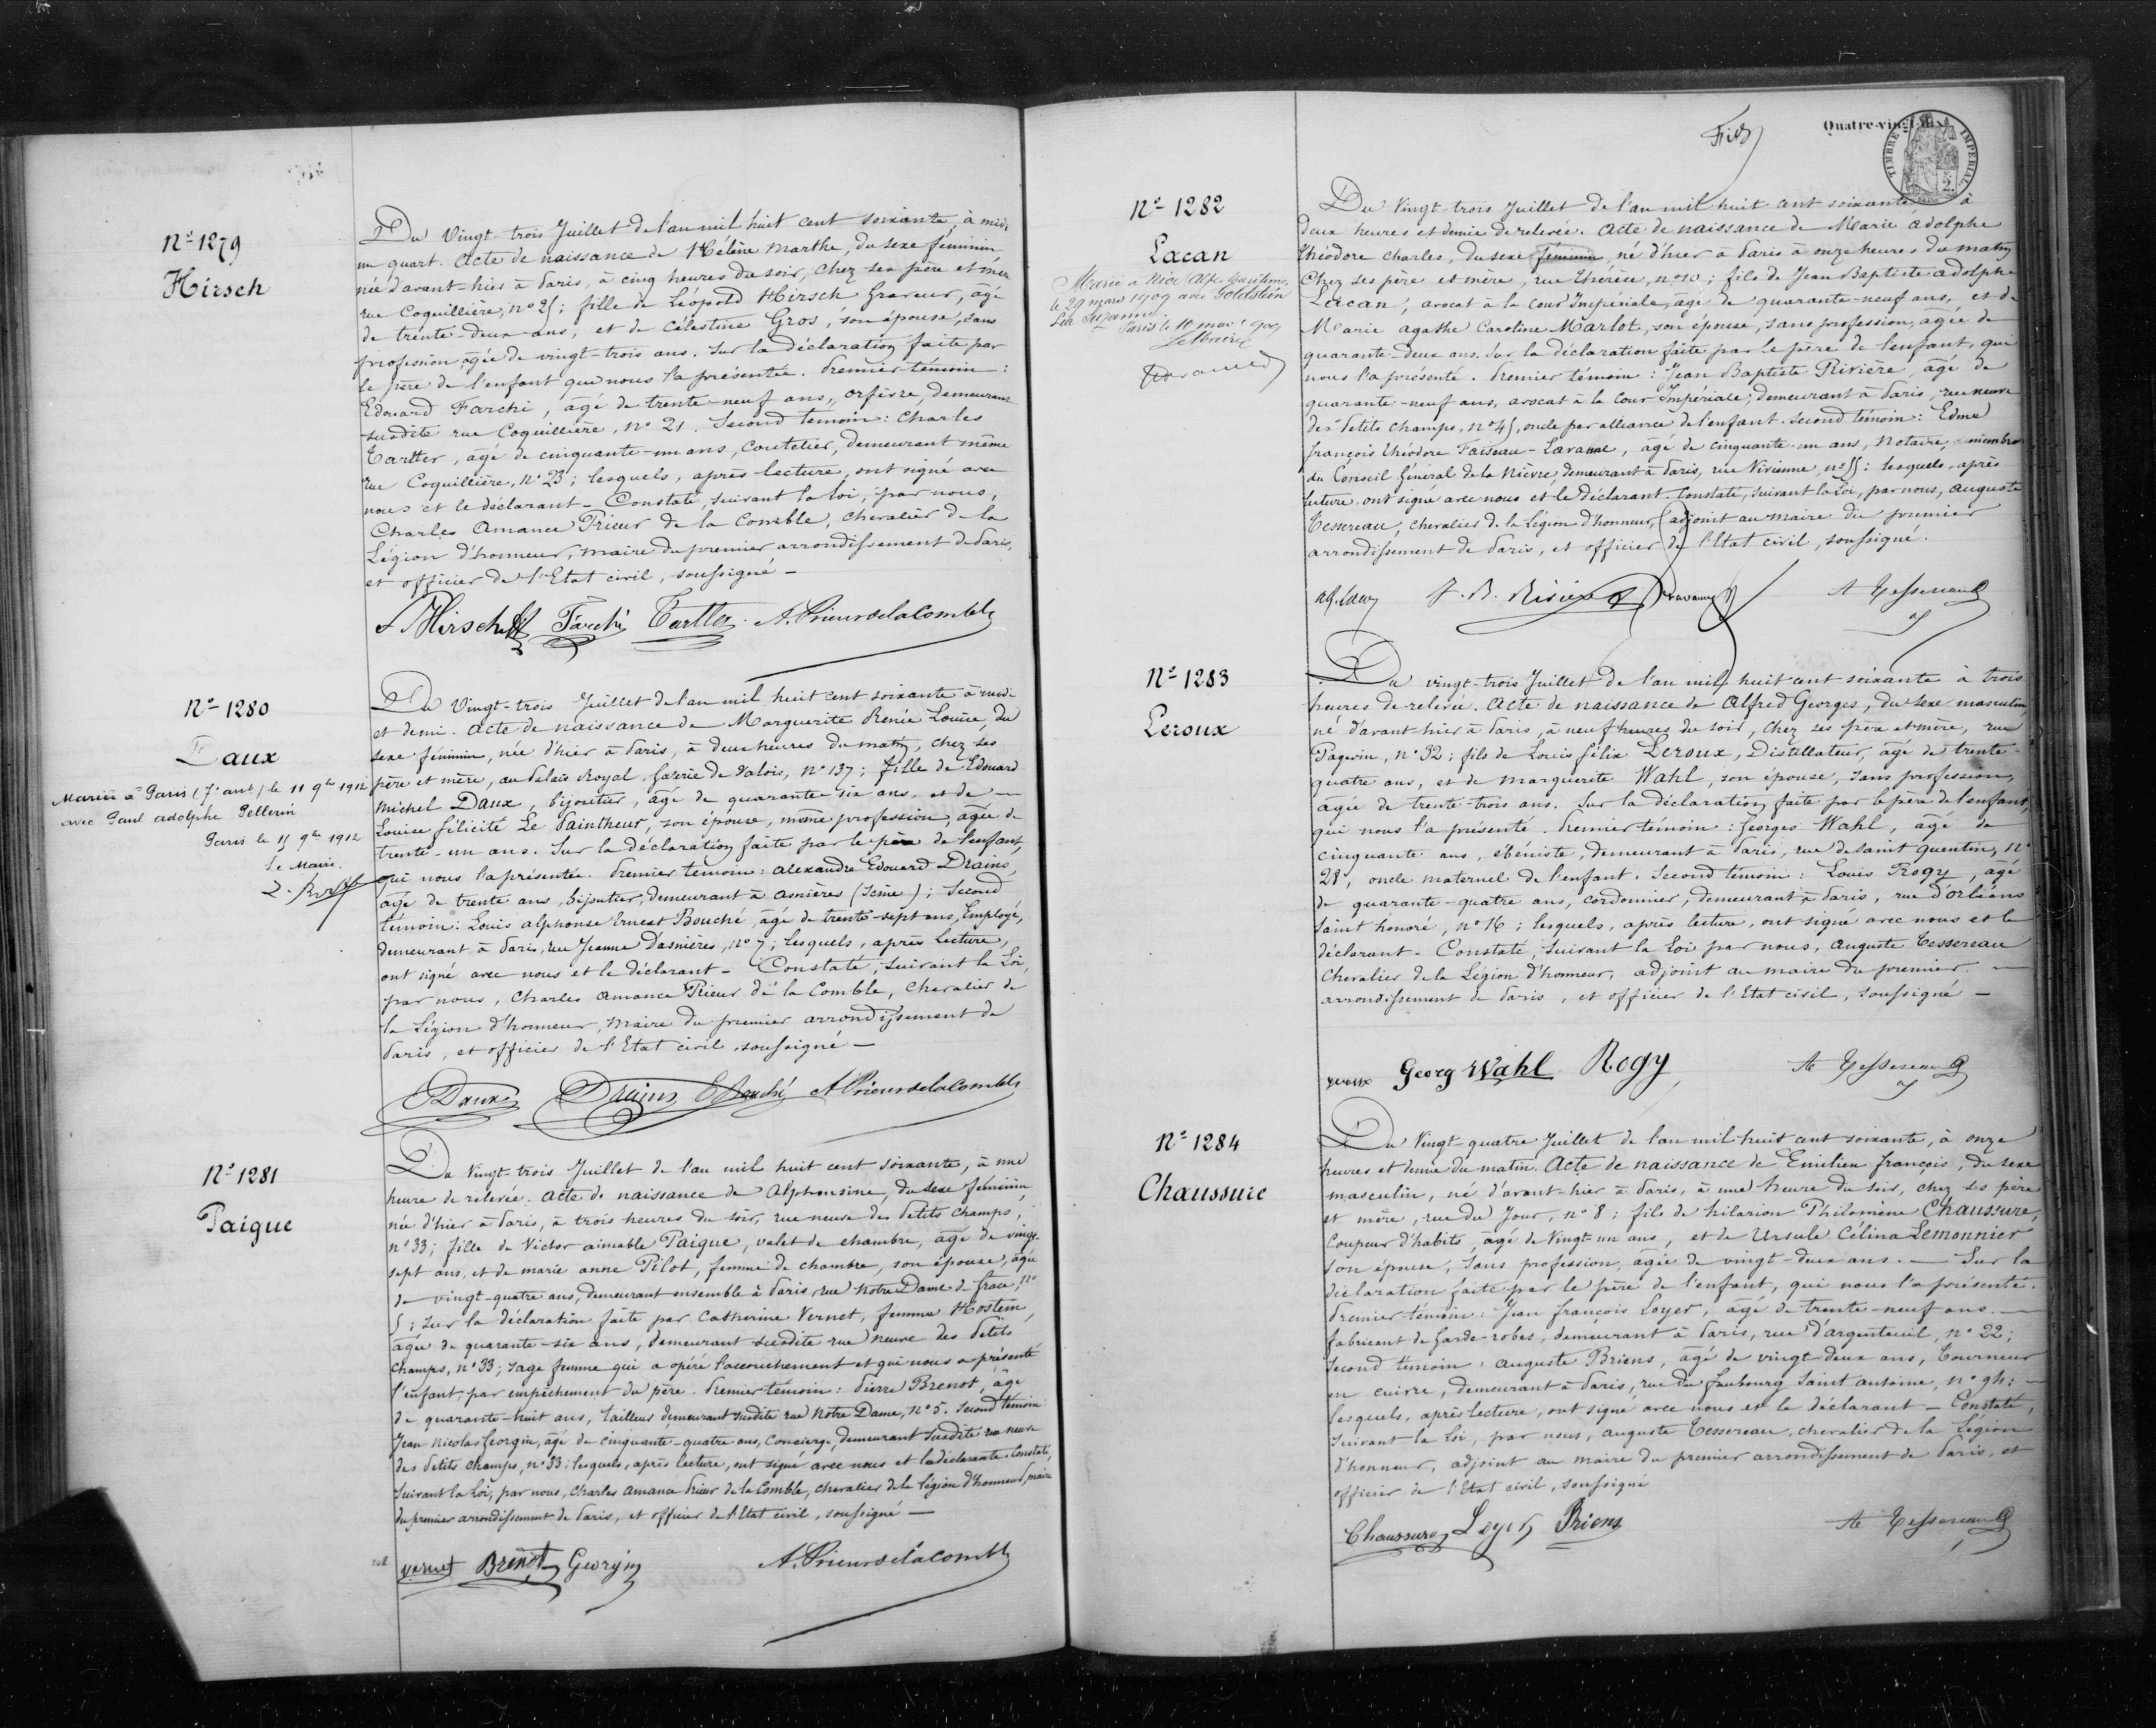 N° 1279
Hirsch
Du Vingt trois Juillet de l'an mil huit cent soixante, à midi
un quart. Acte de naissance de Hélène Marthe, du sexe féminin
née d'avant hier à Paris, à cinq heures du soir, chez ses père et mère
rue Coquillière, n° 25; fille de Léopold Hirsch Graveur, âgé
de trente-deux ans, et de Célestine Gros, son épouse, sans
profession, âgée de vingt-trois ans. Sur la déclaration faite par
le père de l'enfant que nous l'a présentée. Premier témoin:
Edouard Farchi, âgé de trente-neuf ans, orfèvre, demeurant
susdite rue Coquillière, N° 21. Second témoin: Charles
Tartter, âgé de cinquante-un ans, Coutelier, demeurant même
rue Coquillière, N° 23; lesquels, après lecture, ont signé avec
nous et le déclarant - Constaté, suivant la loi, par nous,
Charles Amance Prieur de la Comble, chevalier de la
Légion d'honneur, maire du premier arrondissement de Paris,
et officier de l'Etat civil, soussigné -
Hirsch Farchi Tartter A. Prieur de la Comble
N° 1280
Daux
Mariée à Paris (7e arrt) le 11 9bre 1912
avec Paul Adolphe Pellerin
Paris le 15 9bre 1912
Le Maire.
Du Vingt-trois Juillet de l'an mil huit cent soixante à midi
et demi. Acte de naissance de Marguerite Renée Louise, du
sexe féminin, née d'hier à Paris, à deux heures du matin, chez ses
père et mère, au Palais Royal, Galerie de Valois, N° 137; fille de Edouard
Michel Daux, bijoutier, âgé de quarante six ans, et de
Louise Félicité Le Paintheur, son épouse, même profession, âgée de
trente-un ans. Sur la déclaration faite par le père de l'enfant
qui nous l'a présentée. Premier témoin: Alexandre Edouard Drains,
âgé de trente ans, bijoutier, demeurant à Asnières (Seine); Second
témoin: Louis Alphonse Ernest Bouché, âgé de trente-sept ans, Employé,
demeurant à Paris, rue Jeanne d'asnières, n° 7; Lesquels, après Lecture,
ont signé avec nous et le déclarant - Constaté, suivant la Loi,
par nous, Charles Amance Prieur de la Comble, Chevalier de
la Légion d'honneur, maire du premier arrondissement de
Paris, et officier de l'Etat civil soussigné -
Daux Drains E Bouché A Prieur de la Comble
N° 1281
Paique
Du Vingt-trois Juillet de l'an mil huit cent soixante, à une
heure de relevée. Acte de naissance de Alphonsine, du sexe féminin
née d'hier à Paris, à trois heures du soir, rue neuve des Petits champs,
n° 33; fille de Victor aimable Paique, valet de chambre, âgé de vingt-
sept ans, et de marie anne Pilot, femme de chambre, son épouse, âgée
de vingt-quatre ans, demeurant ensemble à Paris, rue Notre Dame de Grace, n°
5; sur la déclaration faite par Catherine Vernet, femme Hostein,
âgée de quarante-six ans, demeurant susdite rue neuve des Petits
champs, n° 33; sage femme qui a opéré l'accouchement et qui nous a présenté
l'enfant, par empêchement du père. Premier témoin: Pierre Brenot, âgé
de quarante-huit ans, Tailleur, demeurant susdite rue Notre Dame, N° 5. Second témoin:
Jean Nicolas Georgin, âgé de cinquante-quatre ans, Concierge, demeurant susdite rue neuve
des Petits champs, n° 33; lesquels, après lecture, ont signé avec nous et la déclarante. Constaté,
suivant la Loi, par nous, Charles Amance Prieur de la Comble, chevalier de la Légion d'honneur, maire
du premier arrondissement de Paris, et officier de l'Etat civil, soussigné -
Vernet Brenot Georgin A. Prieur de la Comble
Quatre-vingt-dix
TIMBRE IMPERIAL
2.
N° 1282
Lacan
Marié à Nice (Alpes Maritimes)
le 29 mars 1909 avec Goldstein
Léa Suzanne.
Du Vingt-trois Juillet de l'an mil huit cent soixante à
deux heures et demie de relevée. Acte de naissance de Marie Adolphe
Théodore Charles, du sexe féminin, né d'hier à Paris à onze heures du matin
Chez ses père et mère, rue Thérèse, n° 10; fils de Jean Baptiste Adolphe
Lacan, avocat à la Cour Impériale, âgé de quarante-neuf ans, et de
Marie Agathe Caroline Marlot, son épouse, sans profession, âgée de
quarante-deux ans. Sur la déclaration faite par le père de l'enfant, que
nous l'a présenté. Premier témoin: Jean Baptiste Rivière, âgé de
quarante-neuf ans, avocat à la Cour Impériale, demeurant à Paris, rue neuve
des Petits Champs, n° 45, oncle par alliance de l'enfant. Second témoin: Edme
françois Théodore Faiseau-Lavanne, âgé de cinquante-un ans, Notaire, membre
du Conseil Général de la Nièvre, demeurant à Paris, rue Vivienne, n° 55; lesquels, après
lecture, ont signé avec nous et le déclarant. Constaté, suivant la Loi, par nous, Auguste
Tessereau, chevalier de la Légion d'honneur, adjoint au maire du premier
arrondissement de Paris, et officier de l'Etat civil, soussigné.
J. B. Rivière A Tessereau
N° 1283
Leroux
Du vingt-trois Juillet de l'an mil huit cent soixante à trois
heures de relevée. Acte de naissance de Alfred Georges, du sexe masculin,
né d'avant hier à Paris, à neuf heures du soir, chez ses père et mère, rue
Pagevin, N° 32; fils de Louis Félix Leroux, Distillateur, âgé de trente-
quatre ans, et de marguerite Wahl, son épouse, sans profession,
âgée de trente-trois ans. Sur la déclaration faite par le père de l'enfant,
qui nous l'a présenté. Premier témoin: Georges Wahl, âgé de
cinquante ans, ébéniste, demeurant à Paris, rue de saint Quentin, N°
28, oncle maternel de l'enfant. Second témoin: Louis Rogy, âgé
de quarante-quatre ans, cordonnier, demeurant à Paris, rue d'orléans
saint honoré, n° 16; lesquels, après lecture, ont signé avec nous et le
déclarant. Constaté, suivant la Loi par nous, Auguste Tessereau
Chevalier de la Légion d'honneur, adjoint au maire du premier
arrondissement de Paris, et officier de l'Etat civil, soussigné -
Leroux Georg Wahl Rogy A Tessereau
N° 1284
Chaussure
Du Vingt-quatre Juillet de l'an mil huit cent soixante, à onze
heures et demie du matin. Acte de naissance de Emilien françois, du sexe
masculin, né d'avant-hier à Paris, à une heure du soir, chez ses père
et mère, rue du Jour, n° 8; fils de hilarion Philomène Chaussure,
Coupeur d'habits, âgé de Vingt un ans, et de Ursule Célina Lemonnier
son épouse, sans profession, âgée de vingt-deux ans. - Sur la
déclaration faite par le père de l'enfant, qui nous l'a présenté.
Premier témoin: Jean François Loyer, âgé de trente-neuf ans.
fabricant de Garde-robes, demeurant à Paris, rue d'argenteuil, n° 22;
Second témoin: Auguste Briens, âgé de vingt deux ans, Tourneur
en cuivre, demeurant à Paris, rue du faubourg Saint antoine, n° 94;
lesquels, après lecture, ont signé avec nous et le déclarant - Constaté,
suivant la Loi, par nous, Auguste Tessereau, chevalier de la Légion
d'honneur, adjoint au maire du premier arrondissement de Paris, et
officier de l'Etat civil, soussigné
Chaussure Loyer Briens A Tessereau